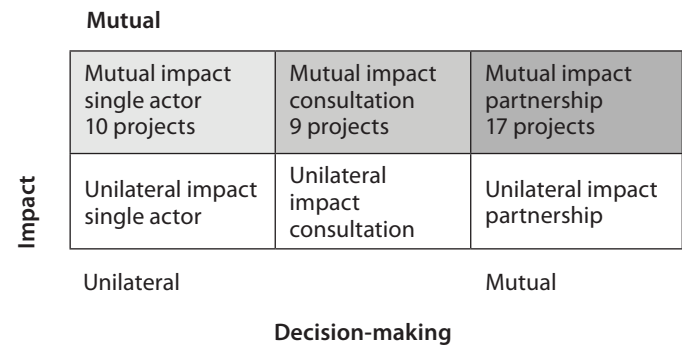 Mutual
Mutual impact
single actor
10 projects
Mutual impact
consultation
9 projects
Mutual impact
partnership
17 projects
Impact
Unilateral impact
single actor
Unilateral
impact
consultation
Unilateral impact
partnership
Unilateral
Mutual
Decision-making